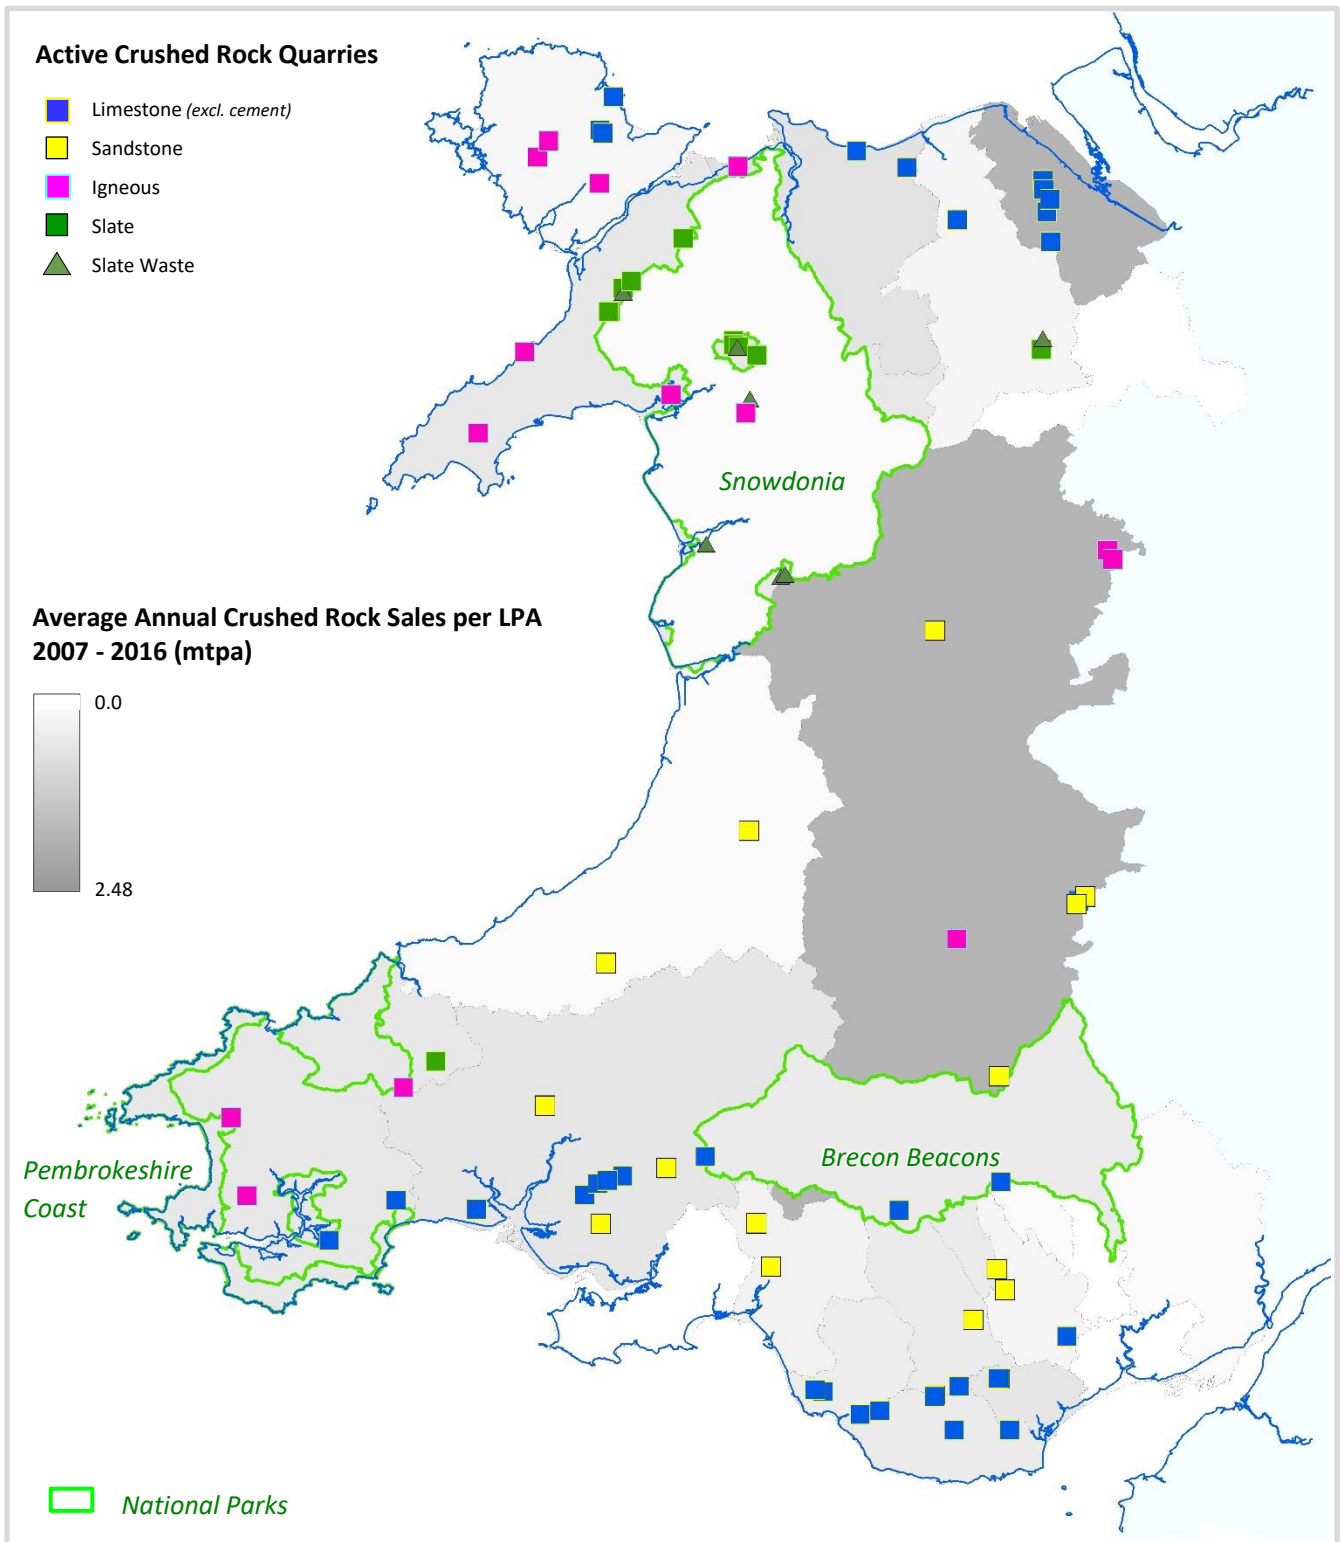 Active Crushed Rock Quarries
Limestone (excl. cement)
Sandstone
Igneous
Slate
Slate Waste
Snowdonia
Average Annual Crushed Rock Sales per LPA
2007 - 2016 (mtpa)
0.0
2.48
Pembrokeshire
Coast
Brecon Beacons
National Parks